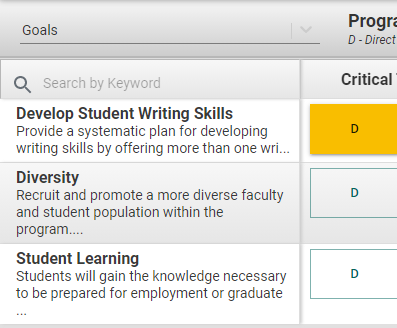 Goals
Progra
D - Direct
Search by Keyword
Critical
Develop Student Writing Skills
Provide a systematic plan for developing
writing skills by offering more than one wri...
D
Diversity
Recruit and promote a more diverse faculty
and student population within the
program....
D
Student Learning
Students will gain the knowledge necessary
to be prepared for employment or graduate
...
D